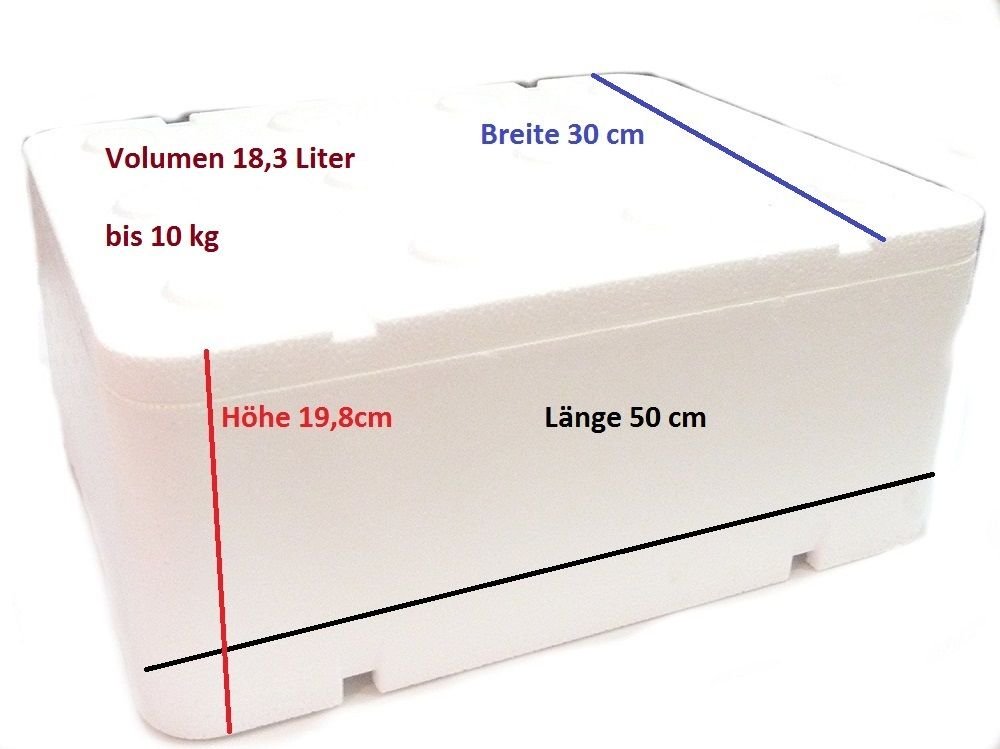 Breite 30 cm
Volumen 18,3 Liter
bis 10 kg
Höhe 19,8cm
Länge 50 cm